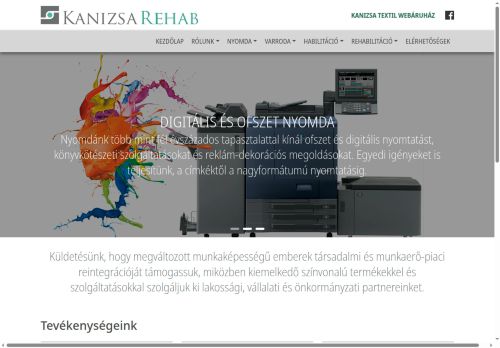 KANIZSA REHAB
KANIZSA TEXTIL WEBÁRUHÁZ
KEZDŐLAP RÓLUNK NYOMDA VARRODA HABILITÁCIÓ REHABILITÁCIÓ ELÉRHETŐSÉGEK
DIGITÁLIS ÉS OFSZET NYOMDA
Nyomdánk több mint fél évszázados tapasztalattal kínál ofszet és digitális nyomtatást,
könyvkötészeti szolgáltatásokat és reklám-dekorációs megoldásokat. Egyedi igényeket is
teljesítünk, a címkéktől a nagyformátumú nyomtatásig.
Küldetésünk, hogy megváltozott munkaképességű emberek társadalmi és munkaerő-piaci
reintegrációját támogassuk, miközben kiemelkedő színvonalú termékekkel és
szolgáltatásokkal szolgáljuk ki lakossági, vállalati és önkormányzati partnereinket.
Tevékenységeink